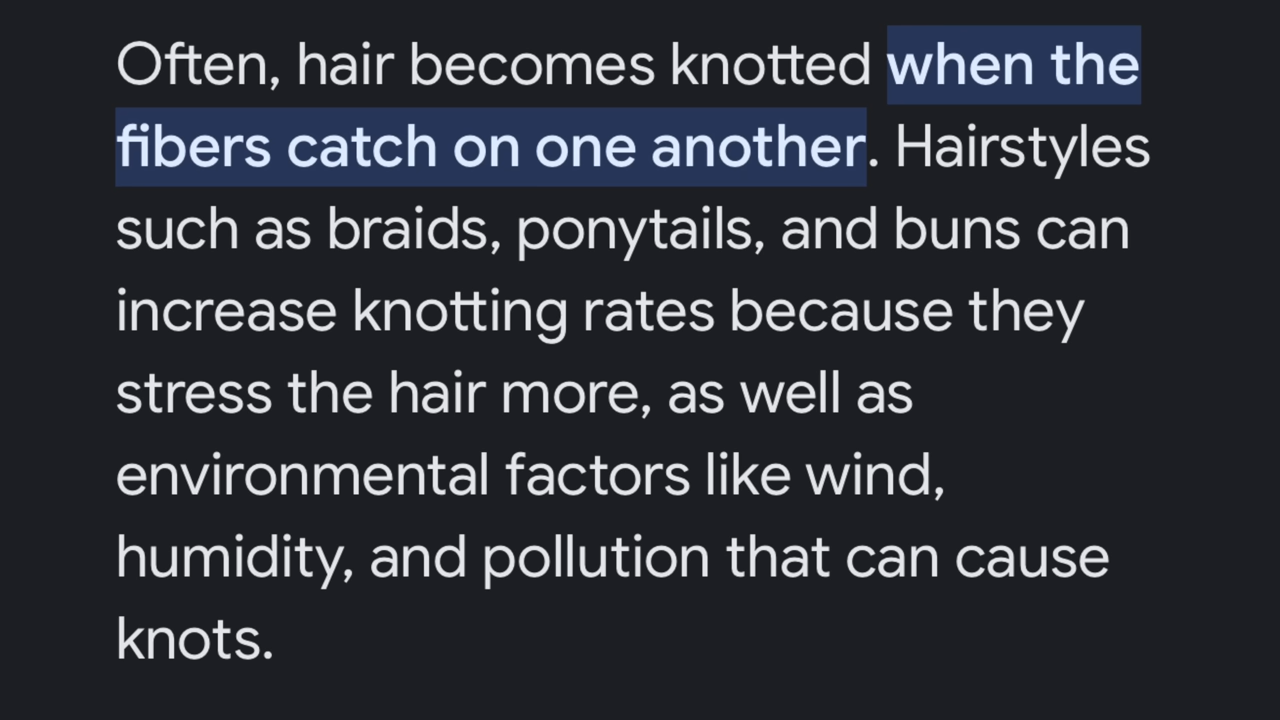 Often, hair becomes knotted when the
fibers catch on one another. Hairstyles
such as braids, ponytails, and buns can
increase knotting rates because they
stress the hair more, as well as
environmental factors like wind,
humidity, and pollution that can cause
knots.